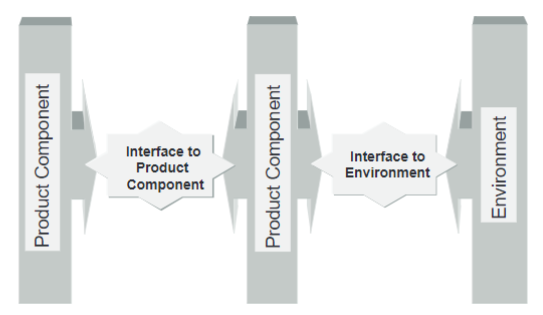 Product Component
Interface to
Product
Component
Product Component
Interface to
Environment
Environment